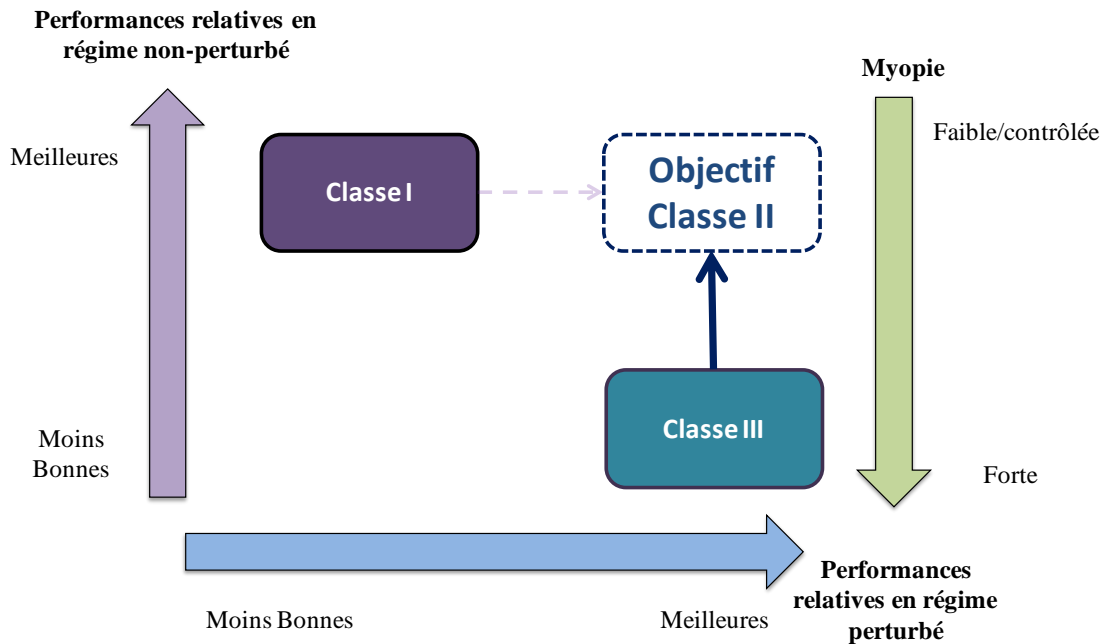 Performances relatives en
régime non-perturbé
Myopie
Meilleures
Faible/contrôlée
Classe I
Objectif
Classe II
Classe III
Moins
Bonnes
Forte
Performances
relatives en régime
perturbé
Moins Bonnes
Meilleures